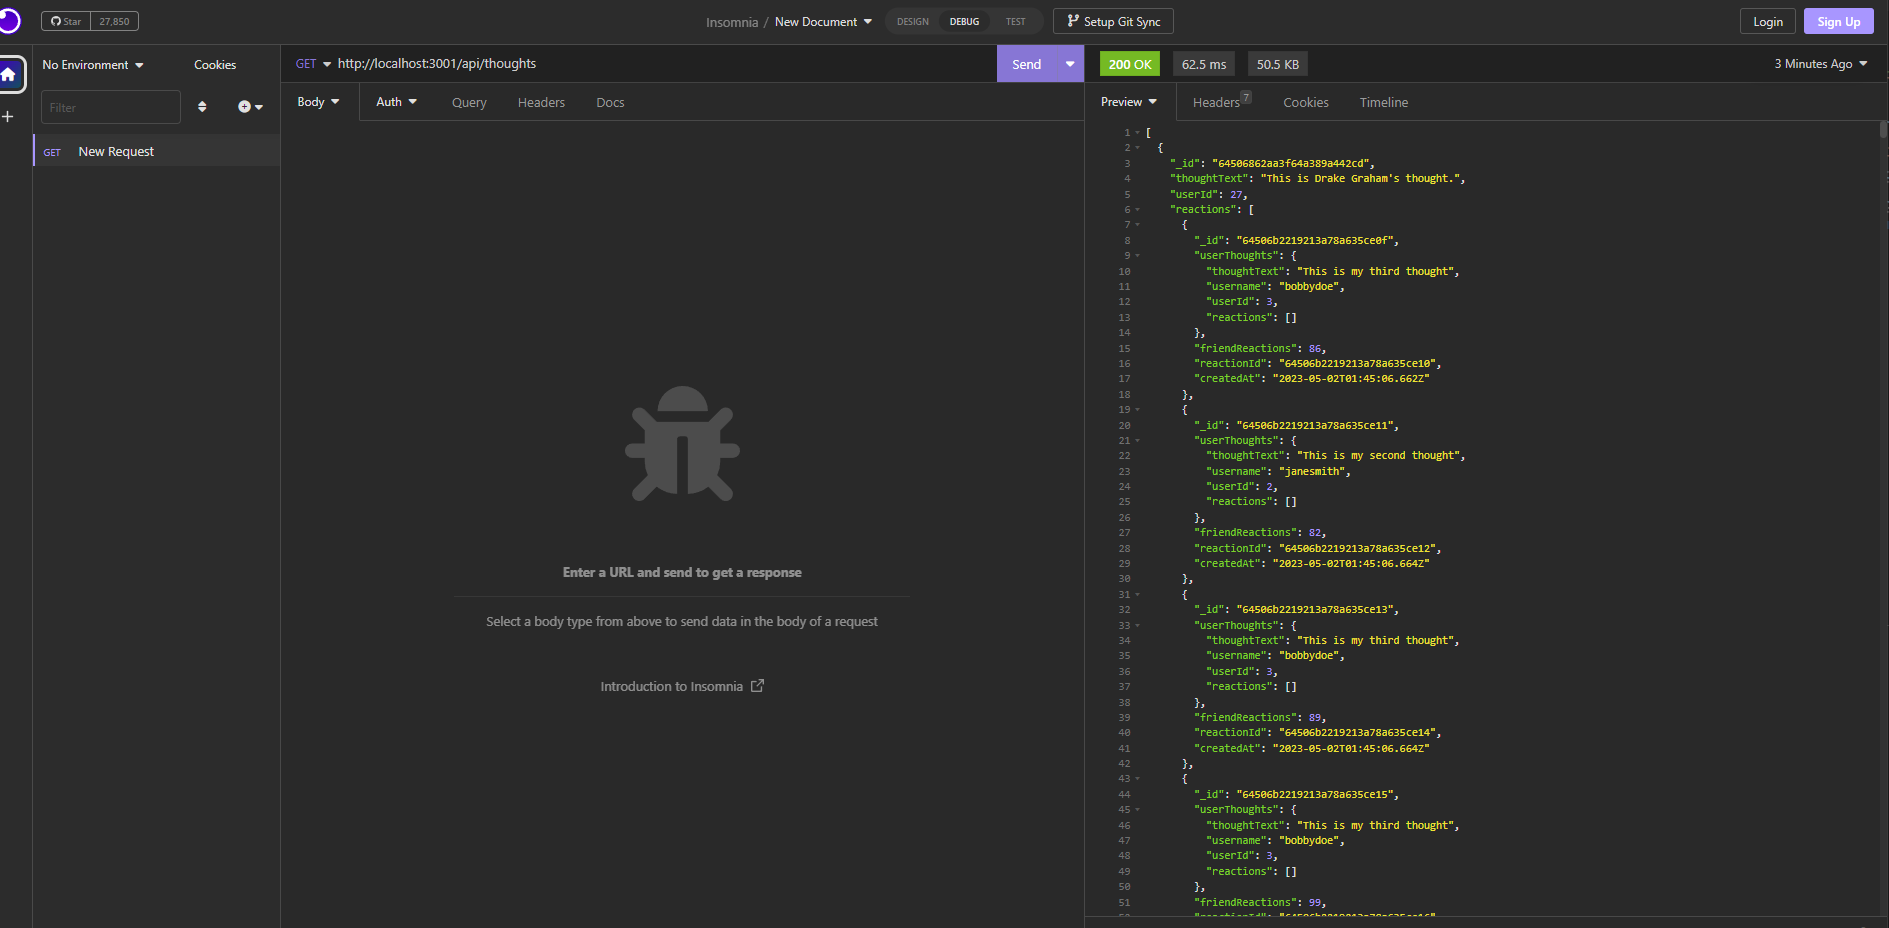 Star 27,850
Insomnia / New Document
DESIGN DEBUG TEST
Setup Git Sync
Login
Sign Up
No Environment
Cookies
Filter
GET New Request
GET http://localhost:3001/api/thoughts
Send
Body Auth Query Headers Docs
Enter a URL and send to get a response
Select a body type from above to send data in the body of a request
Introduction to Insomnia
200 OK 62.5 ms 50.5 KB
3 Minutes Ago
Preview Headers 7 Cookies Timeline
1 [
2 {
3 "_id": "64506862aa3f64a389a442cd",
4 "thoughtText": "This is Drake Graham's thought.",
5 "userId": 27,
6 "reactions": [
7 {
8 "_id": "64506b2219213a78a635ce0f",
9 "userThoughts": {
10 "thoughtText": "This is my third thought",
11 "username": "bobbydoe",
12 "userId": 3,
13 "reactions": []
14 },
15 "friendReactions": 86,
16 "reactionId": "64506b2219213a78a635ce10",
17 "createdAt": "2023-05-02T01:45:06.662Z"
18 },
19 {
20 "_id": "64506b2219213a78a635ce11",
21 "userThoughts": {
22 "thoughtText": "This is my second thought",
23 "username": "janesmith",
24 "userId": 2,
25 "reactions": []
26 },
27 "friendReactions": 82,
28 "reactionId": "64506b2219213a78a635ce12",
29 "createdAt": "2023-05-02T01:45:06.664Z"
30 },
31 {
32 "_id": "64506b2219213a78a635ce13",
33 "userThoughts": {
34 "thoughtText": "This is my third thought",
35 "username": "bobbydoe",
36 "userId": 3,
37 "reactions": []
38 },
39 "friendReactions": 89,
40 "reactionId": "64506b2219213a78a635ce14",
41 "createdAt": "2023-05-02T01:45:06.664Z"
42 },
43 {
44 "_id": "64506b2219213a78a635ce15",
45 "userThoughts": {
46 "thoughtText": "This is my third thought",
47 "username": "bobbydoe",
48 "userId": 3,
49 "reactions": []
50 },
51 "friendReactions": 99,